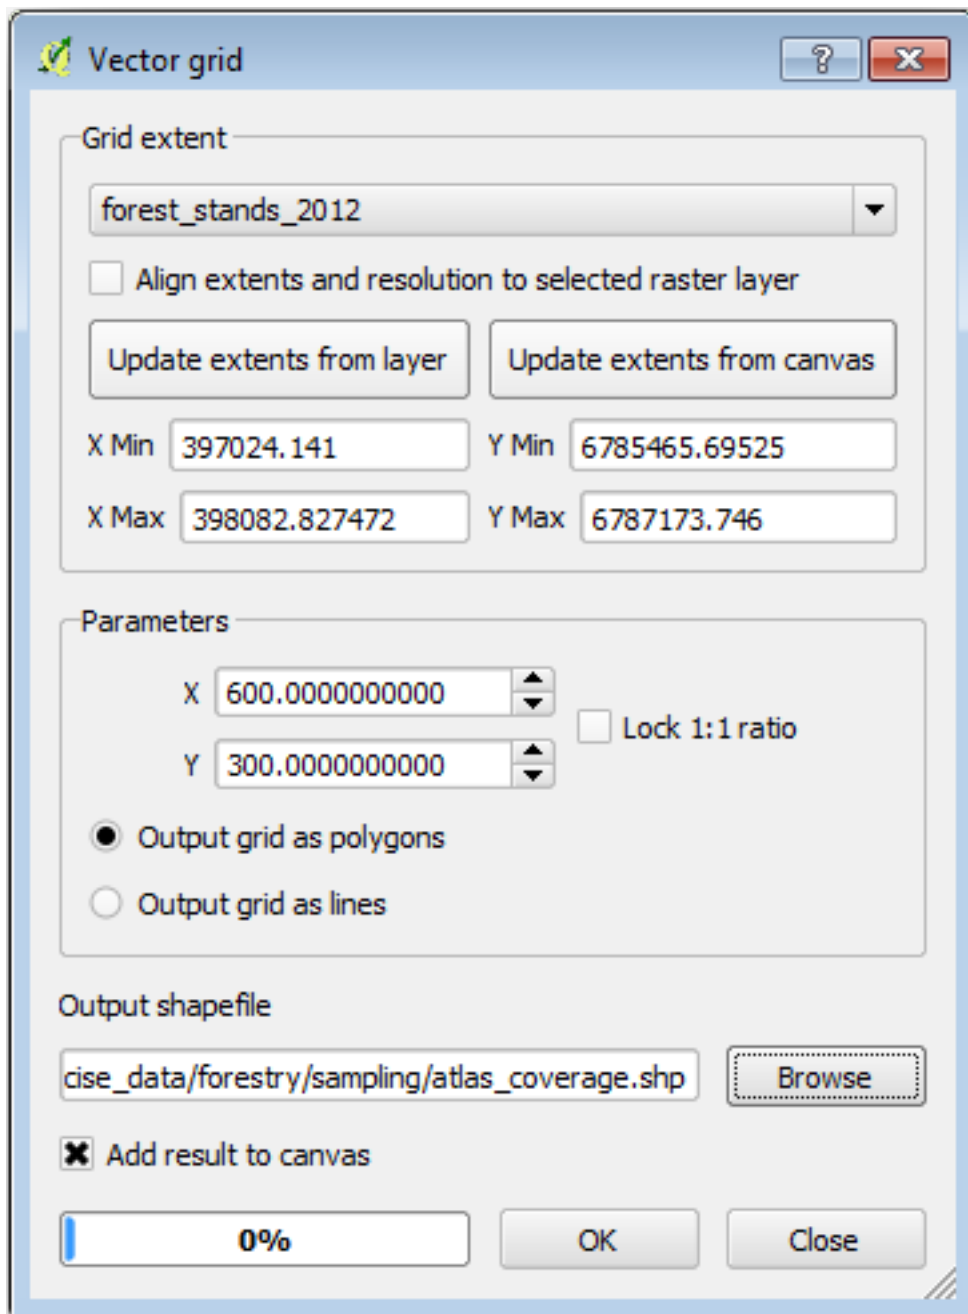 Vector grid
Grid extent
forest_stands_2012
Align extents and resolution to selected raster layer
Update extents from layer Update extents from canvas
X Min 397024.141 Y Min 6785465.69525
X Max 398082.827472 Y Max 6787173.746
Parameters
X 600.0000000000
Lock 1:1 ratio
Y 300.0000000000
Output grid as polygons
Output grid as lines
Output shapefile
cise_data/forestry/sampling/atlas_coverage.shp Browse
Add result to canvas
0% OK Close